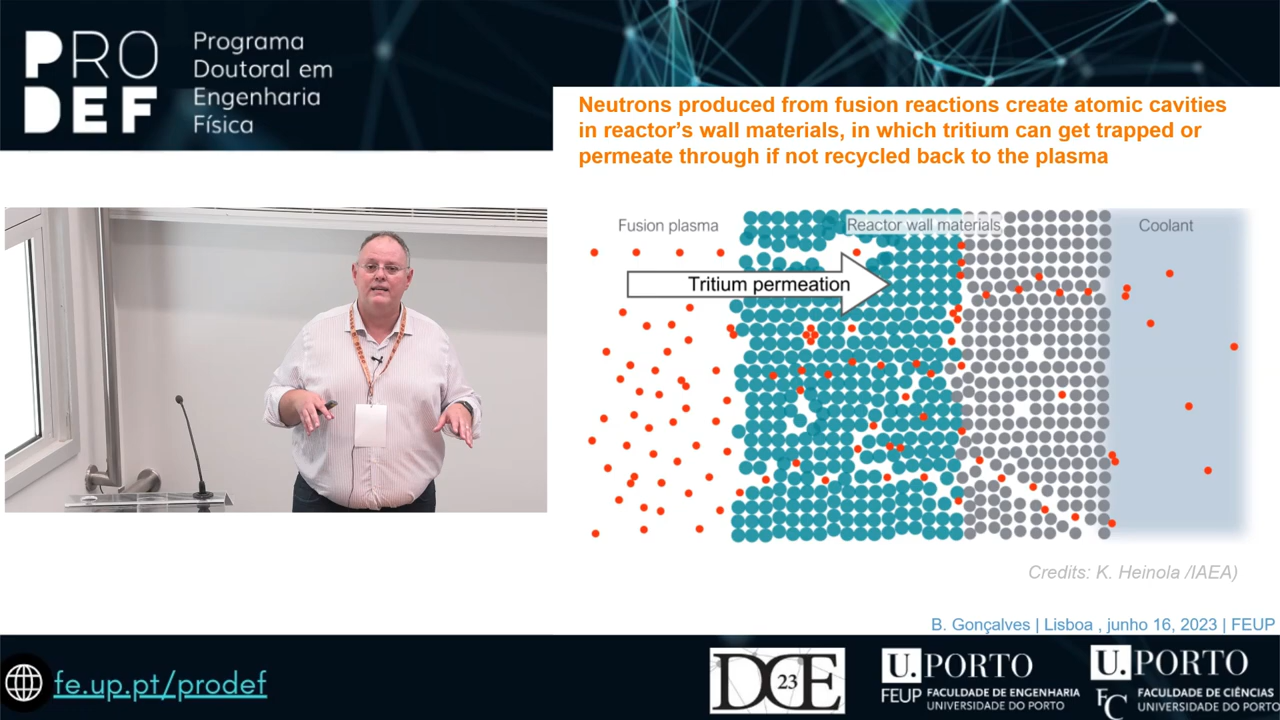 PRO
DEF
Programa
Doutoral em
Engenharia
Física
Neutrons produced from fusion reactions create atomic cavities
in reactor's wall materials, in which tritium can get trapped or
permeate through if not recycled back to the plasma
Fusion plasma
Reactor wall materials
Coolant
Tritium permeation
Credits: K. Heinola /IAEA)
B. Gonçalves | Lisboa , junho 16, 2023 | FEUP
fe.up.pt/prodef
DCE
23
U.PORTO
FEUP FACULDADE DE ENGENHARIA
UNIVERSIDADE DO PORTO
U.PORTO
FC FACULDADE DE CIÊNCIAS
UNIVERSIDADE DO PORTO